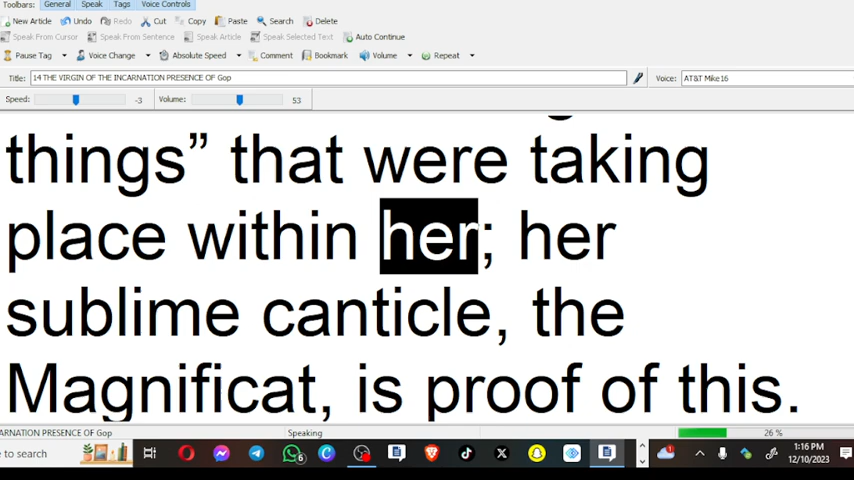 Toolbars: General Speak Tags Voice Controls
New Article Undo Redo Cut Copy Paste Search Delete
Speak From Cursor Speak From Sentence Speak Article Speak Selected Text Auto Continue
Pause Tag Voice Change Absolute Speed Comment Bookmark Volume Repeat
Title: 14 THE VIRGIN OF THE INCARNATION PRESENCE OF Gop Voice: AT&T Mike16
Speed: -3 Volume: 53
things” that were taking
place within her; her
sublime canticle, the
Magnificat, is proof of this.
ARNATION PRESENCE OF Gop Speaking 26 %
e to search 6 1 1:16 PM
12/10/2023